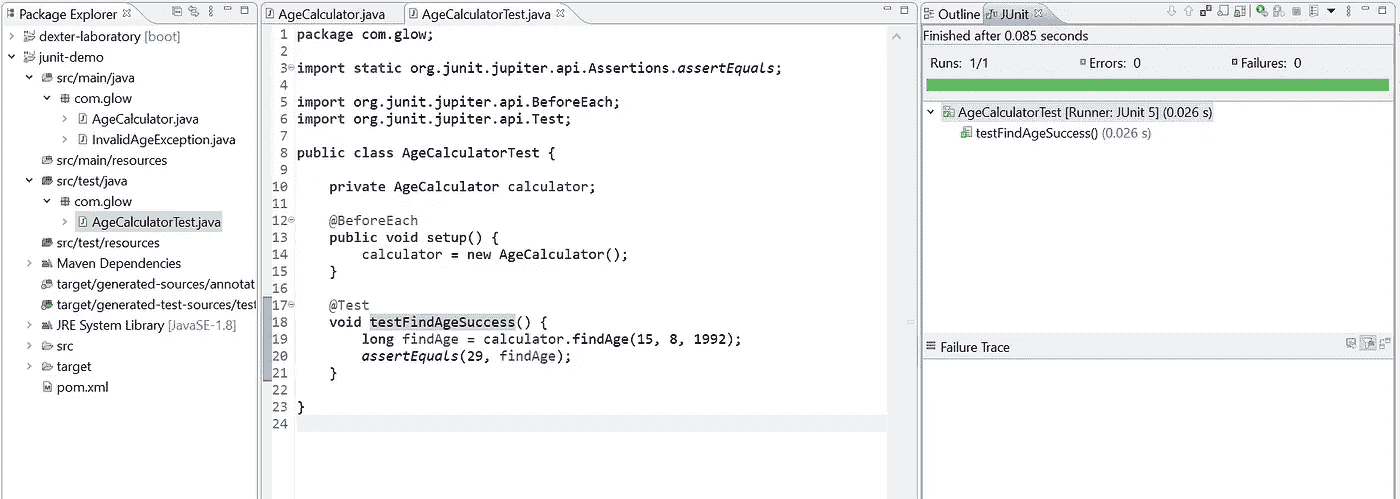 Package Explorer
dexter-laboratory [boot]
junit-demo
src/main/java
com.glow
AgeCalculator.java
InvalidAgeException.java
src/main/resources
src/test/java
com.glow
AgeCalculatorTest.java
src/test/resources
Maven Dependencies
target/generated-sources/annotat
target/generated-test-sources/test
JRE System Library [JavaSE-1.8]
src
target
pom.xml
AgeCalculator.java AgeCalculatorTest.java
1 package com.glow;
2
3 import static org.junit.jupiter.api.Assertions.assertEquals;
4
5 import org.junit.jupiter.api.BeforeEach;
6 import org.junit.jupiter.api.Test;
7
8 public class AgeCalculatorTest {
9
10 private AgeCalculator calculator;
11
12 @BeforeEach
13 public void setup() {
14 calculator = new AgeCalculator();
15 }
16
17 @Test
18 void testFindAgeSuccess() {
19 long findAge = calculator.findAge(15, 8, 1992);
20 assertEquals(29, findAge);
21 }
22
23 }
24
Outline JUnit
Finished after 0.085 seconds
Runs: 1/1 Errors: 0 Failures: 0
AgeCalculatorTest [Runner: JUnit 5] (0.026 s)
testFindAgeSuccess() (0.026 s)
Failure Trace